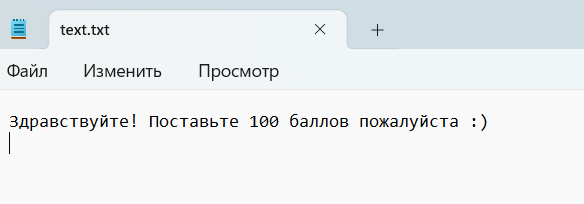 text.txt
Файл Изменить Просмотр
Здравствуйте! Поставьте 100 баллов пожалуйста :)